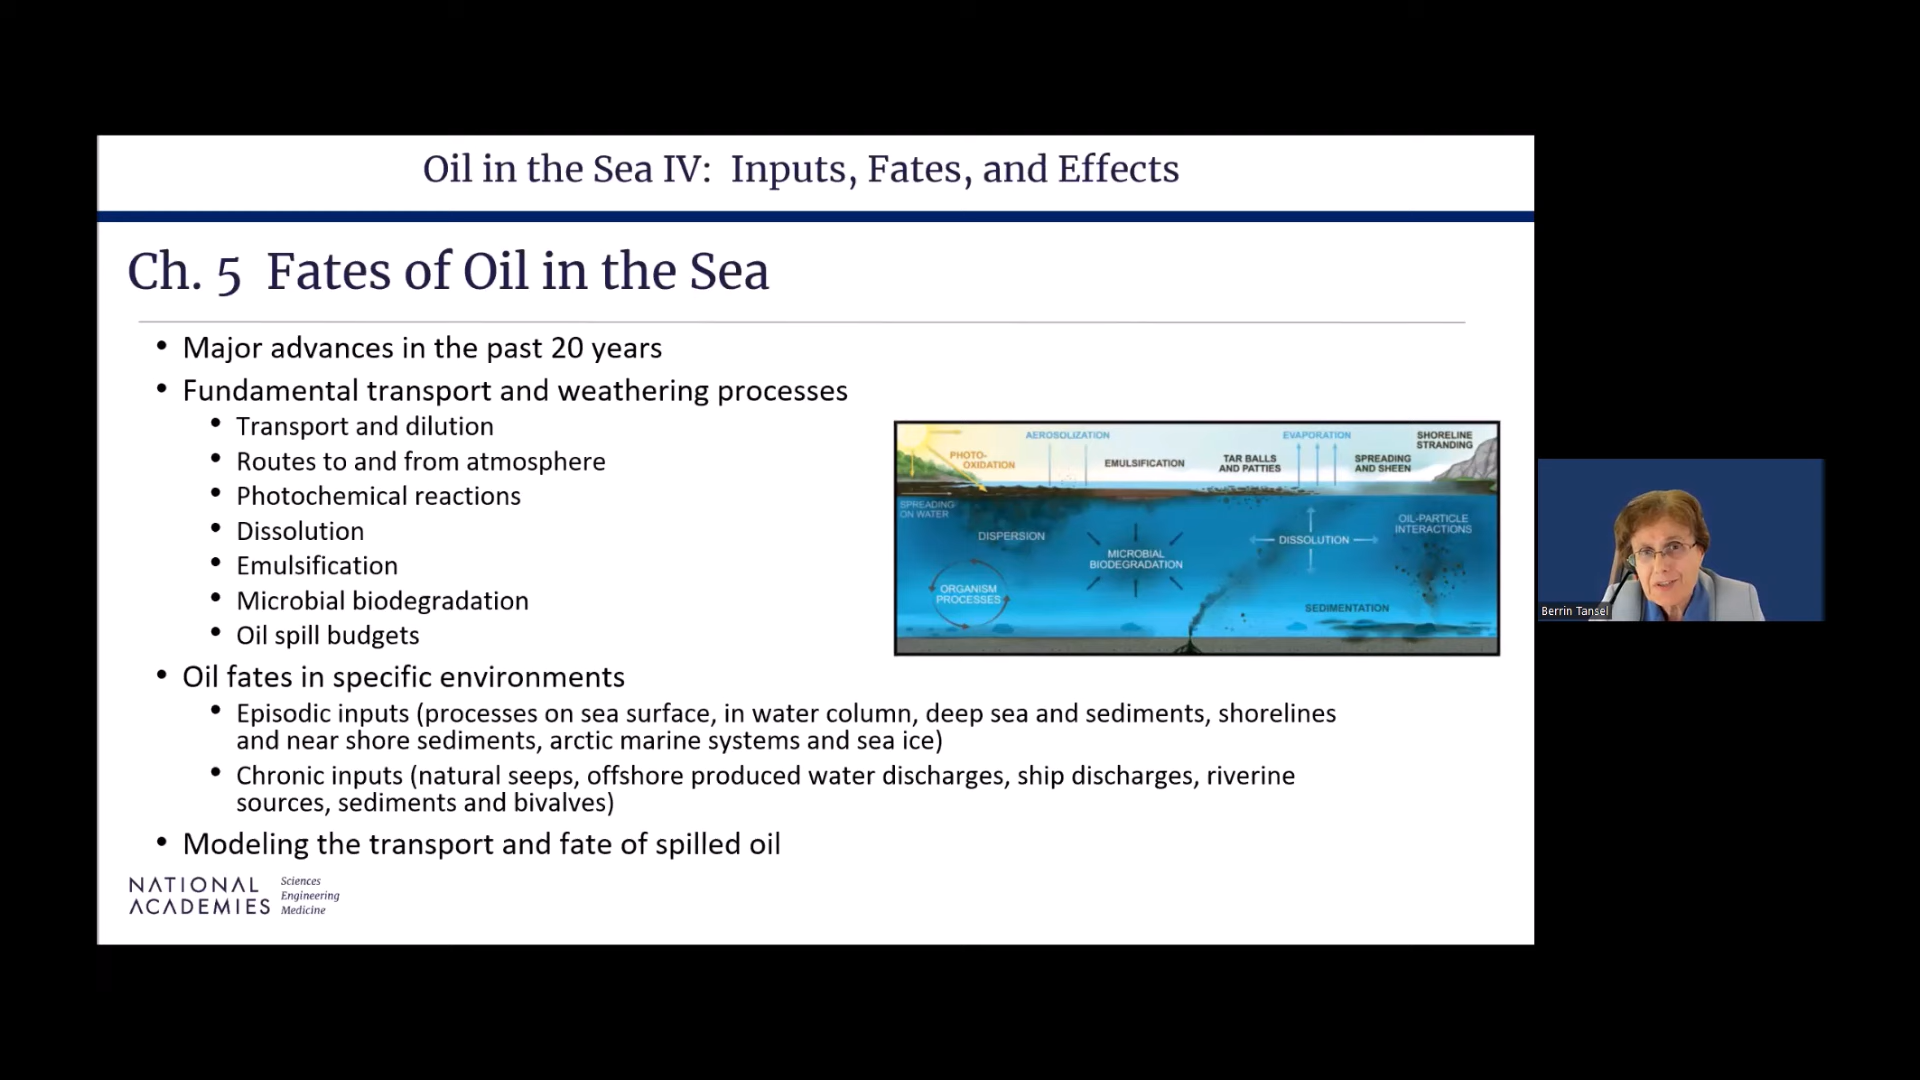 Oil in the Sea IV: Inputs, Fates, and Effects
Ch. 5 Fates of Oil in the Sea
• Major advances in the past 20 years
• Fundamental transport and weathering processes
• Transport and dilution
• Routes to and from atmosphere
• Photochemical reactions
• Dissolution
• Emulsification
• Microbial biodegradation
• Oil spill budgets
• Oil fates in specific environments
• Episodic inputs (processes on sea surface, in water column, deep sea and sediments, shorelines
and near shore sediments, arctic marine systems and sea ice)
• Chronic inputs (natural seeps, offshore produced water discharges, ship discharges, riverine
sources, sediments and bivalves)
• Modeling the transport and fate of spilled oil
AEROSOLIZATION
EVAPORATION
SHORELINE
STRANDING
PHOTO-
OXIDATION
EMULSIFICATION
TAR BALLS
AND PATTIES
SPREADING
AND SHEEN
SPREADING
ON WATER
DISPERSION
MICROBIAL
BIODEGRADATION
DISSOLUTION
OIL-PARTICLE
INTERACTIONS
ORGANISM
PROCESSES
SEDIMENTATION
NATIONAL
ACADEMIES
Sciences
Engineering
Medicine
Berrin Tansel